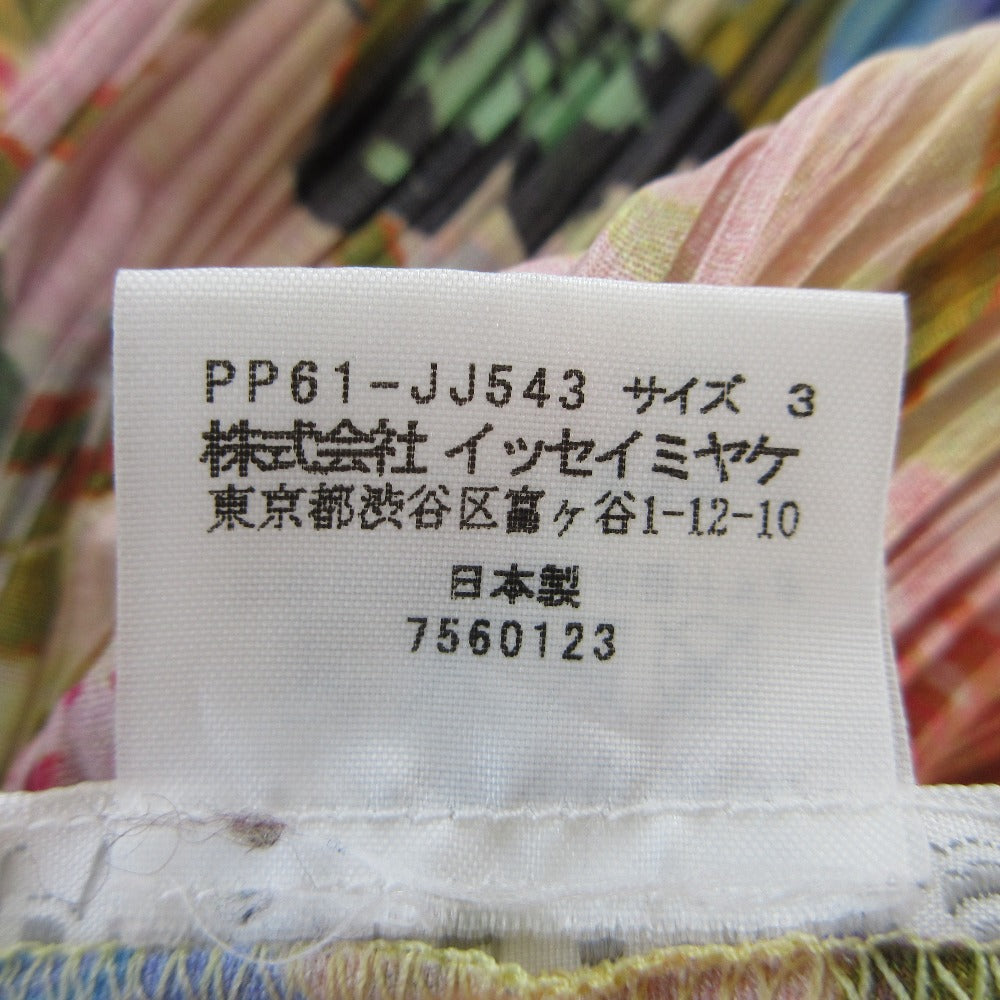 PP61-JJ543 サイズ 3
株式会社 イッセイミヤケ
東京都渋谷区富ヶ谷1-12-10
日本製
7560123